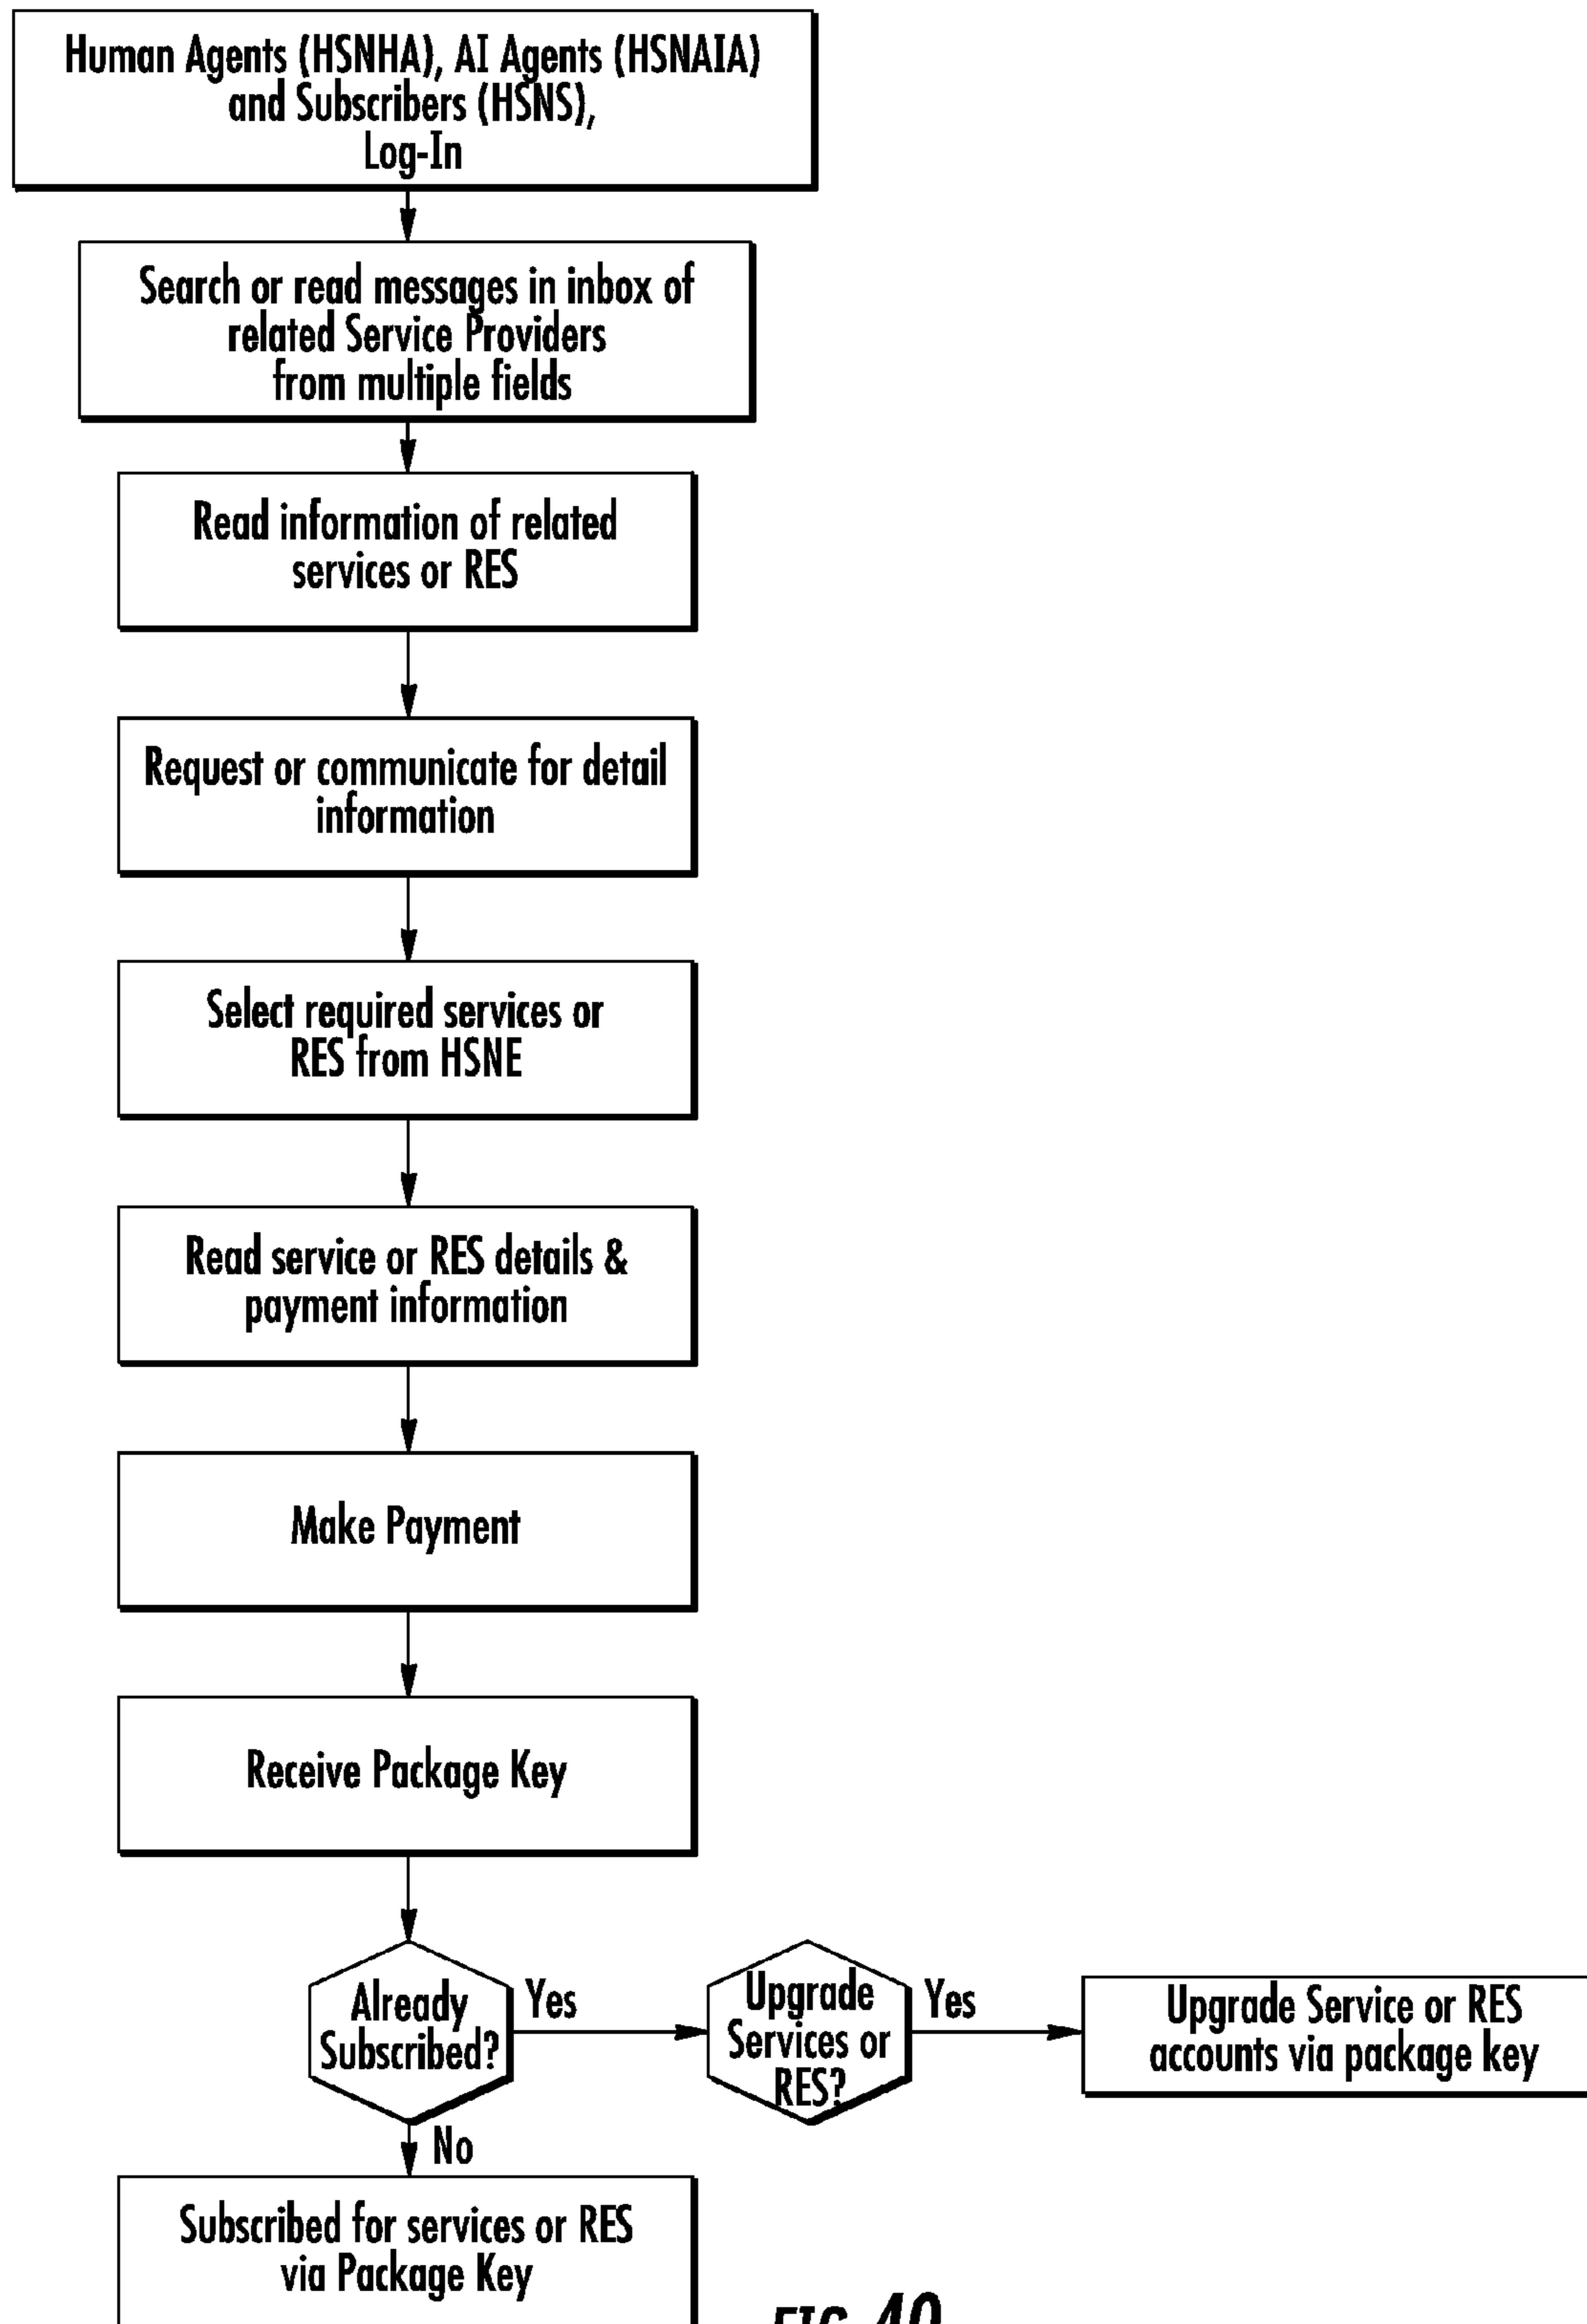 Human Agents (HSNHA), AI Agents (HSNAIA)
and Subscribers (HSNS),
Log-In
Search or read messages in inbox of
related Service Providers
from multiple fields
Read information of related
services or RES
Request or communicate for detail
information
Select required services or
RES from HSNE
Read service or RES details &
payment information
Make Payment
Receive Package Key
Already
Subscribed?
Yes
Upgrade
Services or
RES?
Yes
Upgrade Service or RES
accounts via package key
No
Subscribed for services or RES
via Package Key
FIG. 40